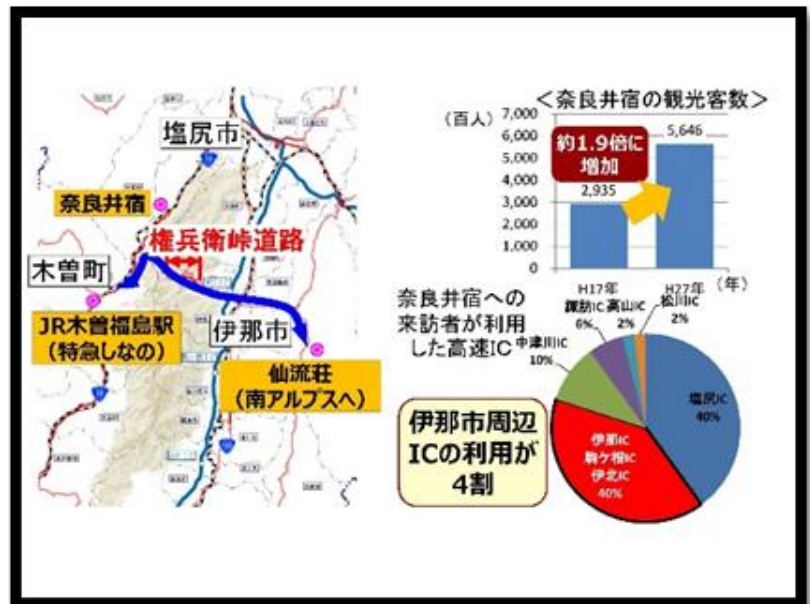 塩尻市
奈良井宿
権兵衛峠道路
木曽町
JR木曽福島駅
（特急しなの）
伊那市
仙流荘
（南アルプスへ）
＜奈良井宿の観光客数＞
（百人）
7,000
6,000
5,000
4,000
3,000
2,000
1,000
0
約1.9倍に
増加
2,935
5,646
H17年
H27年
（年）
奈良井宿への
来訪者が利用
した高速IC
塩尻IC
40%
伊那IC
駒ケ根IC
伊北IC
40%
中津川IC
10%
諏訪IC
6%
高山IC
2%
松川IC
2%
伊那市周辺
ICの利用が
4割